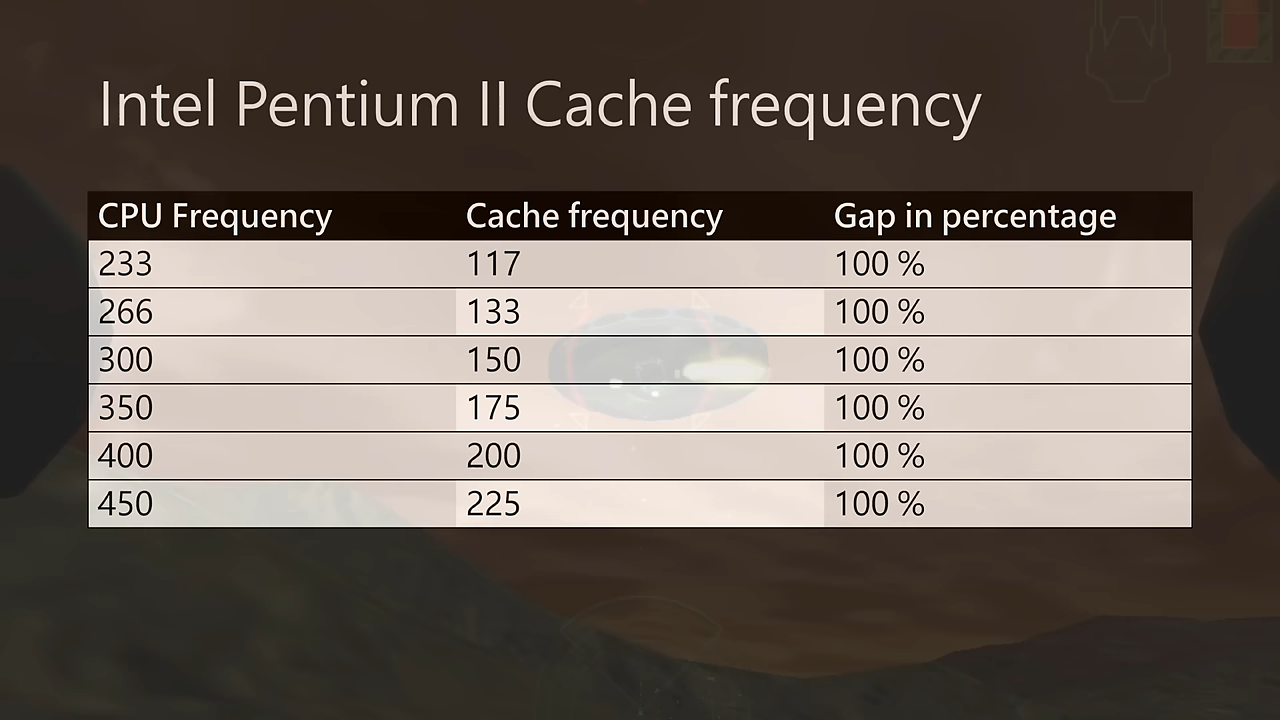 Intel Pentium II Cache frequency
CPU Frequency Cache frequency Gap in percentage
233 117 100 %
266 133 100 %
300 150 100 %
350 175 100 %
400 200 100 %
450 225 100 %